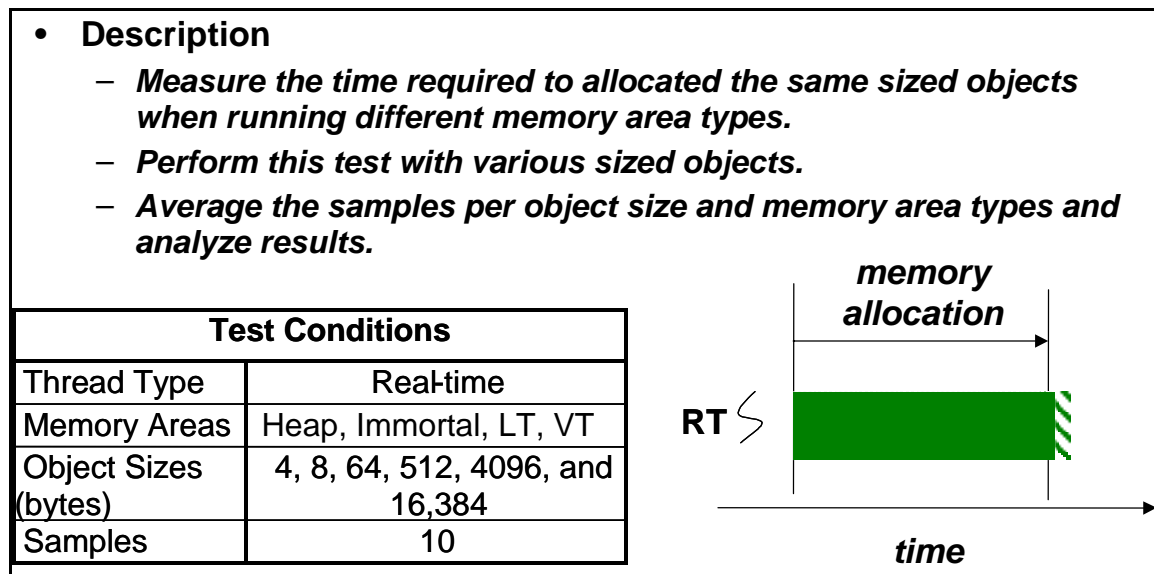 • Description
– Measure the time required to allocated the same sized objects
when running different memory area types.
– Perform this test with various sized objects.
– Average the samples per object size and memory area types and
analyze results.
Test Conditions
Thread Type Real-time
Memory Areas Heap, Immortal, LT, VT
Object Sizes 4, 8, 64, 512, 4096, and
(bytes) 16,384
Samples 10
memory
allocation
RT
time